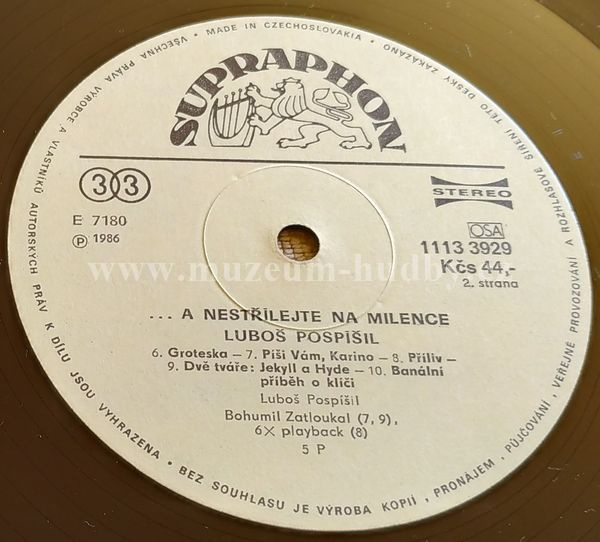 VŠECHNA PRÁVA VÝROBCE A VLASTNÍKŮ AUTORSKÝCH PRÁV K DÍLU JSOU VYHRAZENA • BEZ SOUHLASU JE VÝROBA KOPIÍ, PRONÁJEM, PŮJČOVÁNÍ, VEŘEJNÉ PROVOZOVÁNÍ A ROZHLASOVÉ ŠÍŘENÍ TÉTO DESKY ZAKÁZÁNO • MADE IN CZECHOSLOVAKIA •
SUPRAPHON
33
STEREO
E 7180
Ⓟ 1986
OSA
1113 3929
Kčs 44,-
2. strana
www.muzeum-hudby.
... A NESTŘÍLEJTE NA MILENCE
LUBOŠ POSPÍŠIL
6. Groteska – 7. Píši Vám, Karino – 8. Příliv –
9. Dvě tváře: Jekyll a Hyde – 10. Banální
příběh o klíči
Luboš Pospíšil
Bohumil Zatloukal (7, 9),
6X playback (8)
5 P